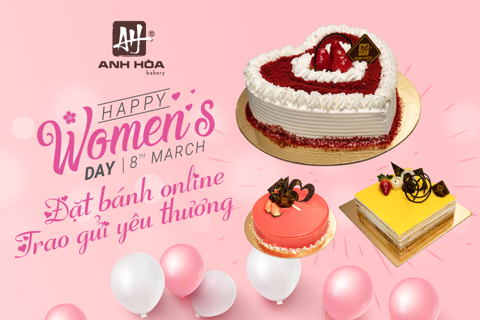 AH®
ANH HÒA
bakery
HAPPY
Women's
DAY | 8TH MARCH
Đặt bánh online
Trao gửi yêu thương